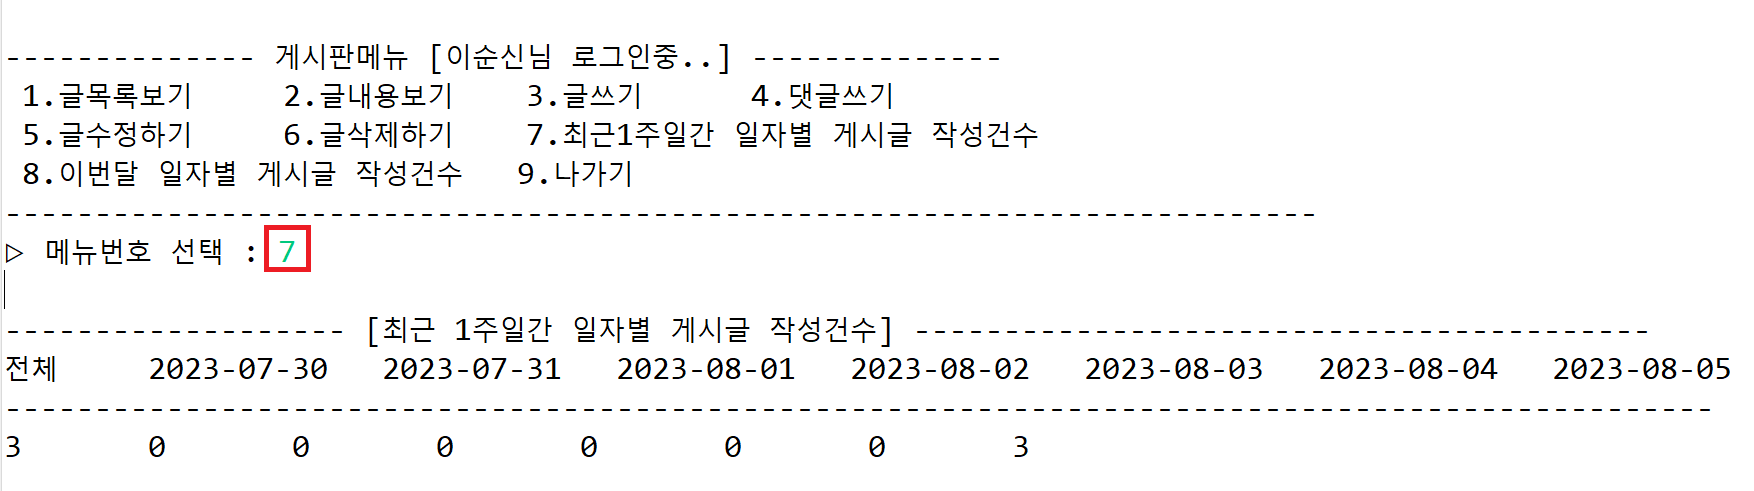 -------------- 게시판메뉴 [이순신님 로그인중..] --------------
1.글목록보기     2.글내용보기    3.글쓰기      4.댓글쓰기
5.글수정하기     6.글삭제하기    7.최근1주일간 일자별 게시글 작성건수
8.이번달 일자별 게시글 작성건수   9.나가기
-------------------------------------------------------------------------
▷ 메뉴번호 선택 : 7
------------------- [최근 1주일간 일자별 게시글 작성건수] -----------------------------------------
전체     2023-07-30   2023-07-31   2023-08-01   2023-08-02   2023-08-03   2023-08-04   2023-08-05
-----------------------------------------------------------------------------------------------
3       0       0       0       0       0       0       3